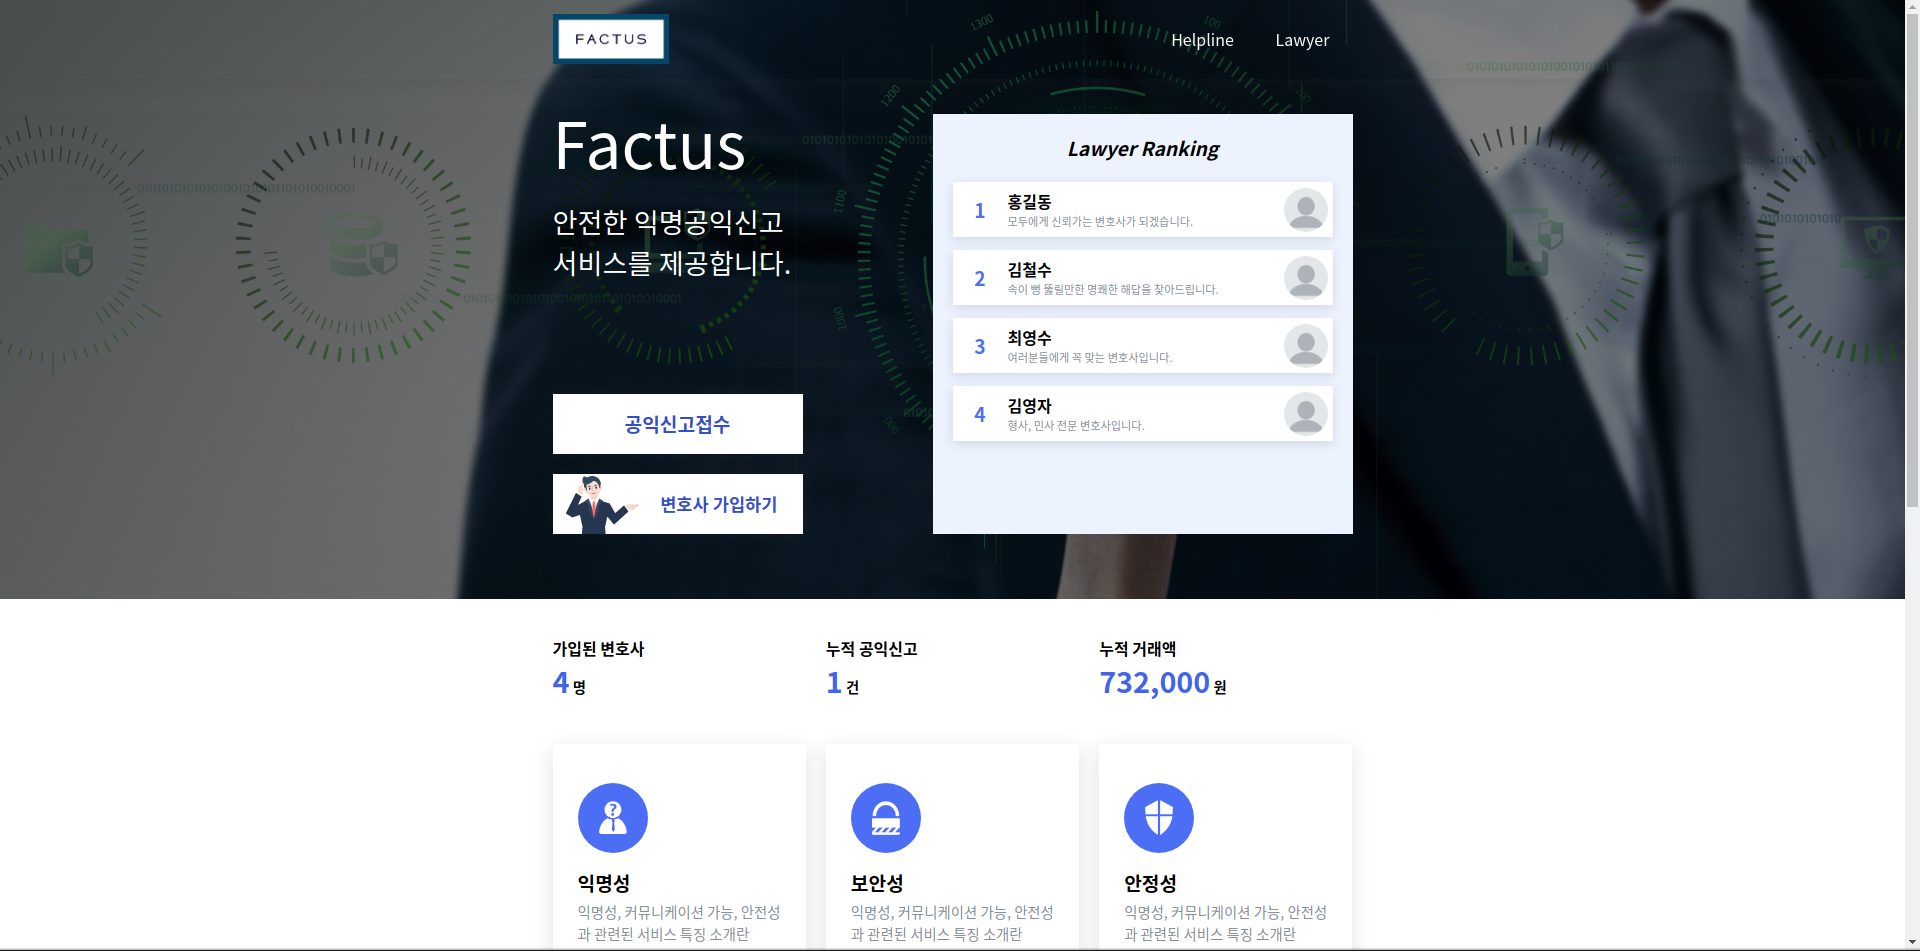 FACTUS
Helpline
Lawyer
Factus
안전한 익명공익신고
서비스를 제공합니다.
공익신고접수
변호사 가입하기
Lawyer Ranking
1
홍길동
모두에게 신뢰가는 변호사가 되겠습니다.
2
김철수
속이 뻥 뚫릴만한 명쾌한 해답을 찾아드립니다.
3
최영수
여러분들에게 꼭 맞는 변호사입니다.
4
김영자
형사, 민사 전문 변호사입니다.
가입된 변호사
4 명
누적 공익신고
1 건
누적 거래액
732,000 원
익명성
익명성, 커뮤니케이션 가능, 안전성
과 관련된 서비스 특징 소개란
보안성
익명성, 커뮤니케이션 가능, 안전성
과 관련된 서비스 특징 소개란
안정성
익명성, 커뮤니케이션 가능, 안전성
과 관련된 서비스 특징 소개란